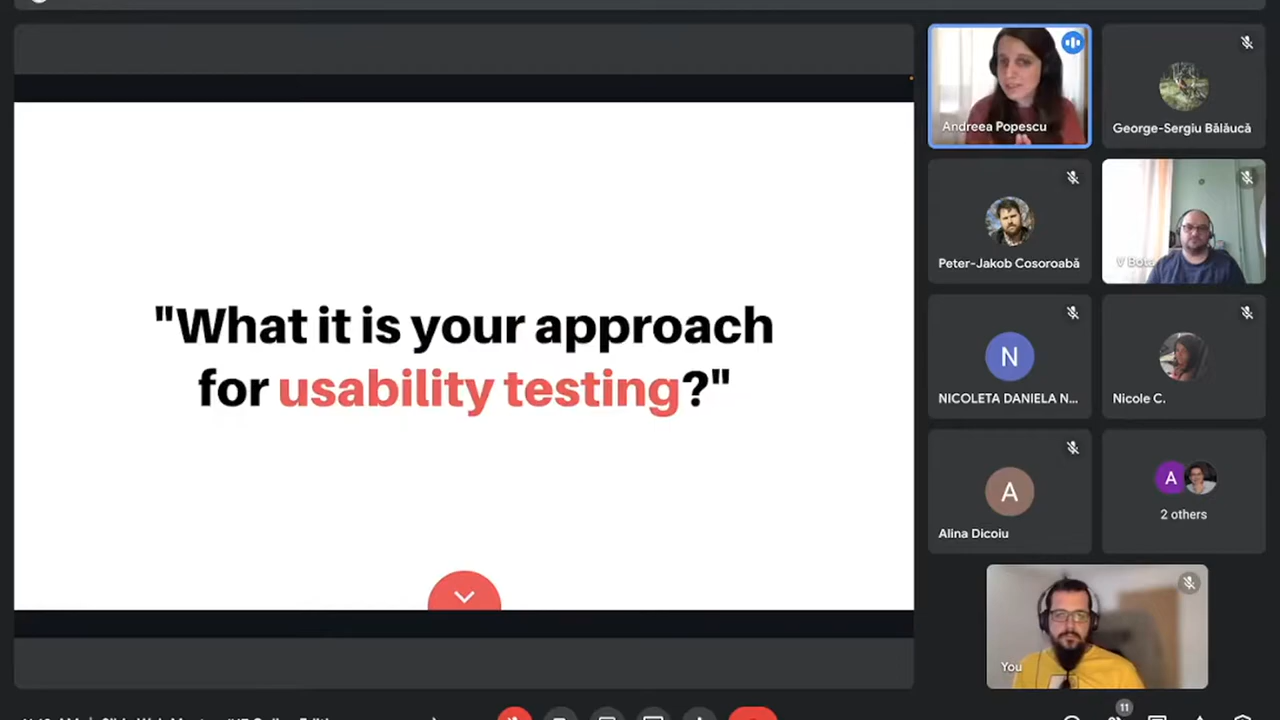 "What it is your approach
for usability testing?"
Andreea Popescu
George-Sergiu Bălăucă
Peter-Jakob Cosoroabă
N
NICOLETA DANIELA N...
Nicole C.
A
Alina Dicoiu
A
2 others
You
11